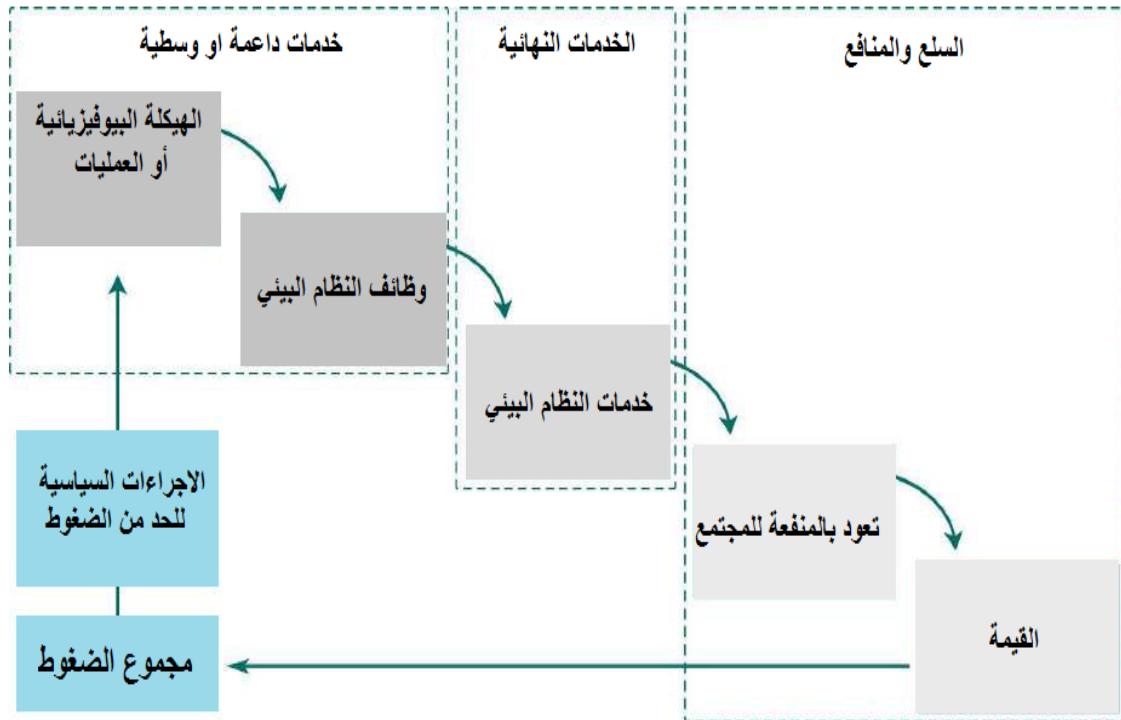 خدمات داعمة او وسطية
الخدمات النهائية
السلع والمنافع
الهيكلة البيوفيزيائية
أو العمليات
وظائف النظام البيئي
خدمات النظام البيئي
تعود بالمنفعة للمجتمع
القيمة
الاجراءات السياسية
للحد من الضغوط
مجموع الضغوط